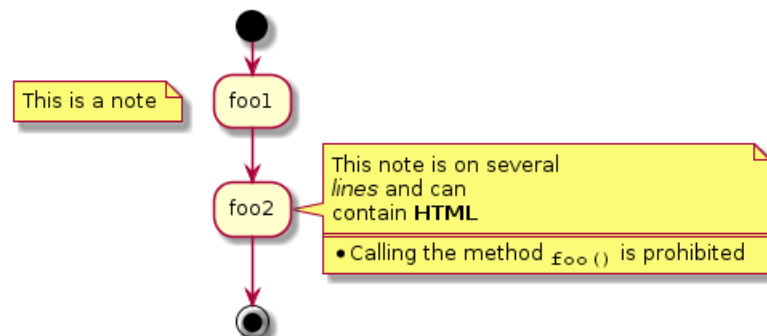 This is a note
foo1
This note is on several
lines and can
contain HTML
foo2
• Calling the method foo() is prohibited